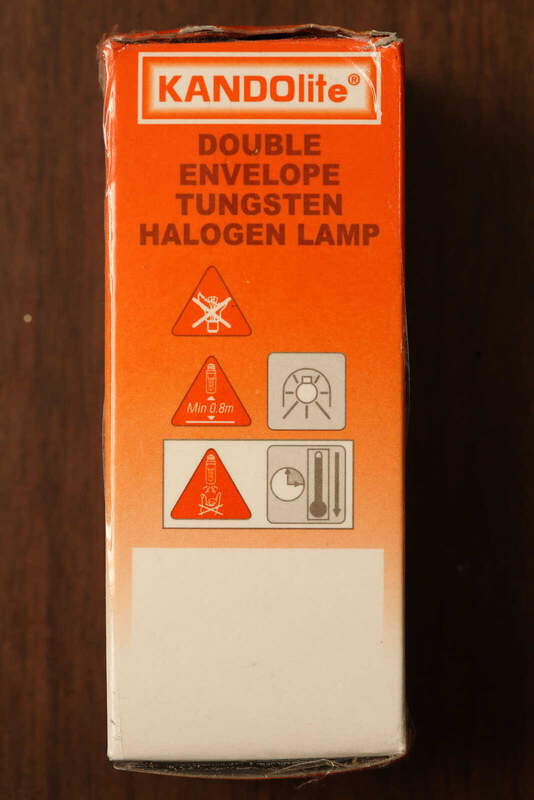 KANDOlite®
DOUBLE
ENVELOPE
TUNGSTEN
HALOGEN LAMP
Min 0.8m